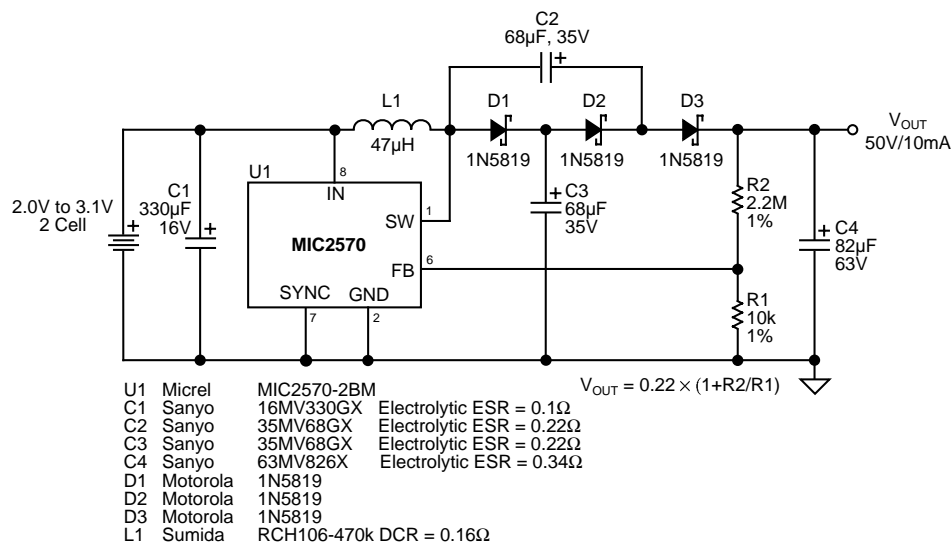 C2
68µF, 35V
L1
47µH
D1
1N5819
D2
1N5819
D3
1N5819
VOUT
50V/10mA
2.0V to 3.1V
2 Cell
C1
330µF
16V
U1
8
IN
SW
1
MIC2570
FB
6
SYNC
GND
7
2
C3
68µF
35V
R2
2.2M
1%
C4
82µF
63V
R1
10k
1%
VOUT = 0.22 × (1+R2/R1)
U1 Micrel MIC2570-2BM
C1 Sanyo 16MV330GX Electrolytic ESR = 0.1Ω
C2 Sanyo 35MV68GX Electrolytic ESR = 0.22Ω
C3 Sanyo 35MV68GX Electrolytic ESR = 0.22Ω
C4 Sanyo 63MV826X Electrolytic ESR = 0.34Ω
D1 Motorola 1N5819
D2 Motorola 1N5819
D3 Motorola 1N5819
L1 Sumida RCH106-470k DCR = 0.16Ω